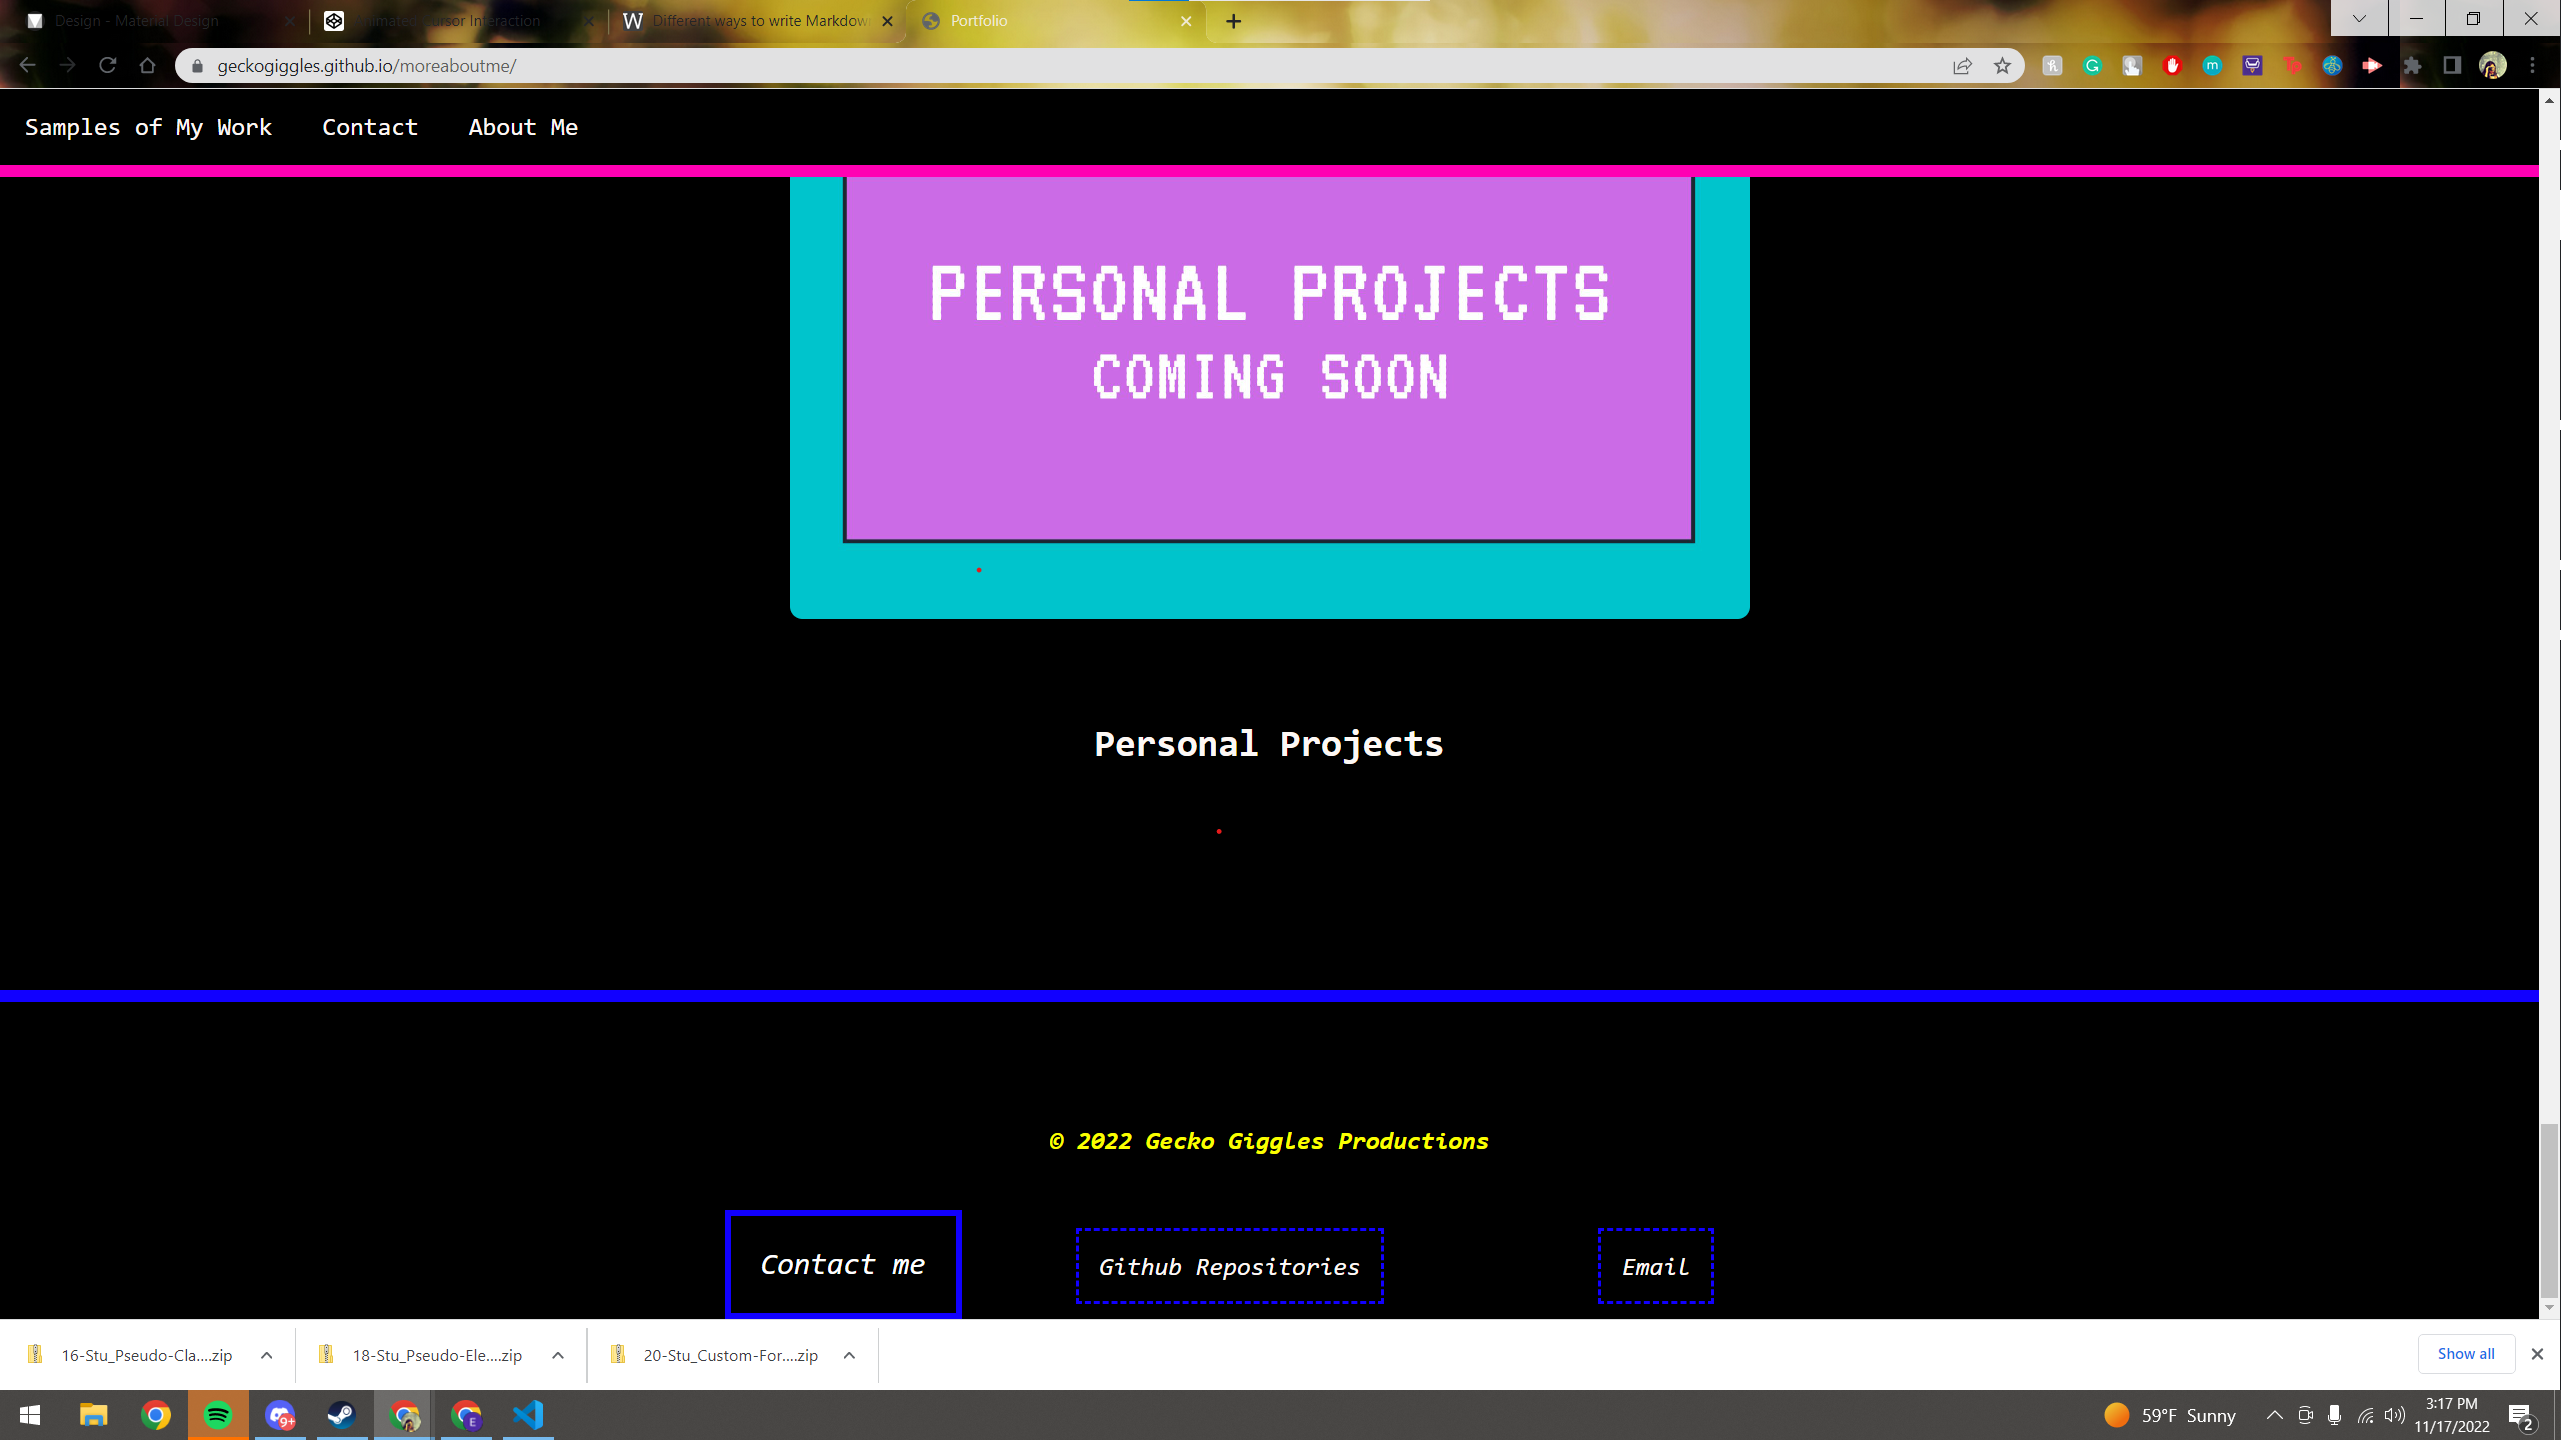 Design - Material Design
Animated Cursor Interaction
Different ways to write Markdown
Portfolio
geckogiggles.github.io/moreaboutme/
Samples of My Work
Contact
About Me
PERSONAL PROJECTS
COMING SOON
Personal Projects
© 2022 Gecko Giggles Productions
Contact me
Github Repositories
Email
16-Stu_Pseudo-Cla....zip
18-Stu_Pseudo-Ele....zip
20-Stu_Custom-For....zip
Show all
9+
E
59°F Sunny
3:17 PM
11/17/2022
2